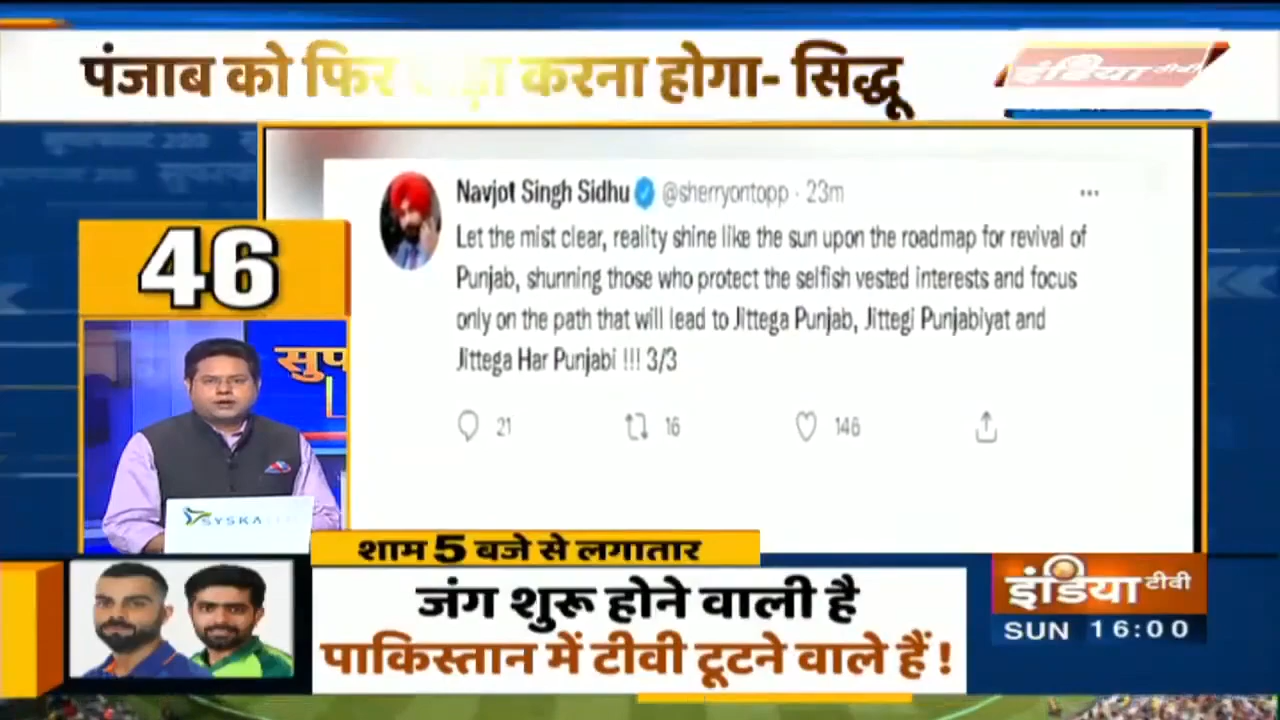 पंजाब को फिर खड़ा करना होगा- सिद्धू
इंडिया टीवी
Navjot Singh Sidhu @sherryontopp · 23m
Let the mist clear, reality shine like the sun upon the roadmap for revival of
Punjab, shunning those who protect the selfish vested interests and focus
only on the path that will lead to Jittega Punjab, Jittegi Punjabiyat and
Jittega Har Punjabi !!! 3/3
21 16 146
46
सुप
SYSKA LED
शाम 5 बजे से लगातार
जंग शुरू होने वाली है
पाकिस्तान में टीवी टूटने वाले हैं !
इंडिया टीवी
SUN 16:00